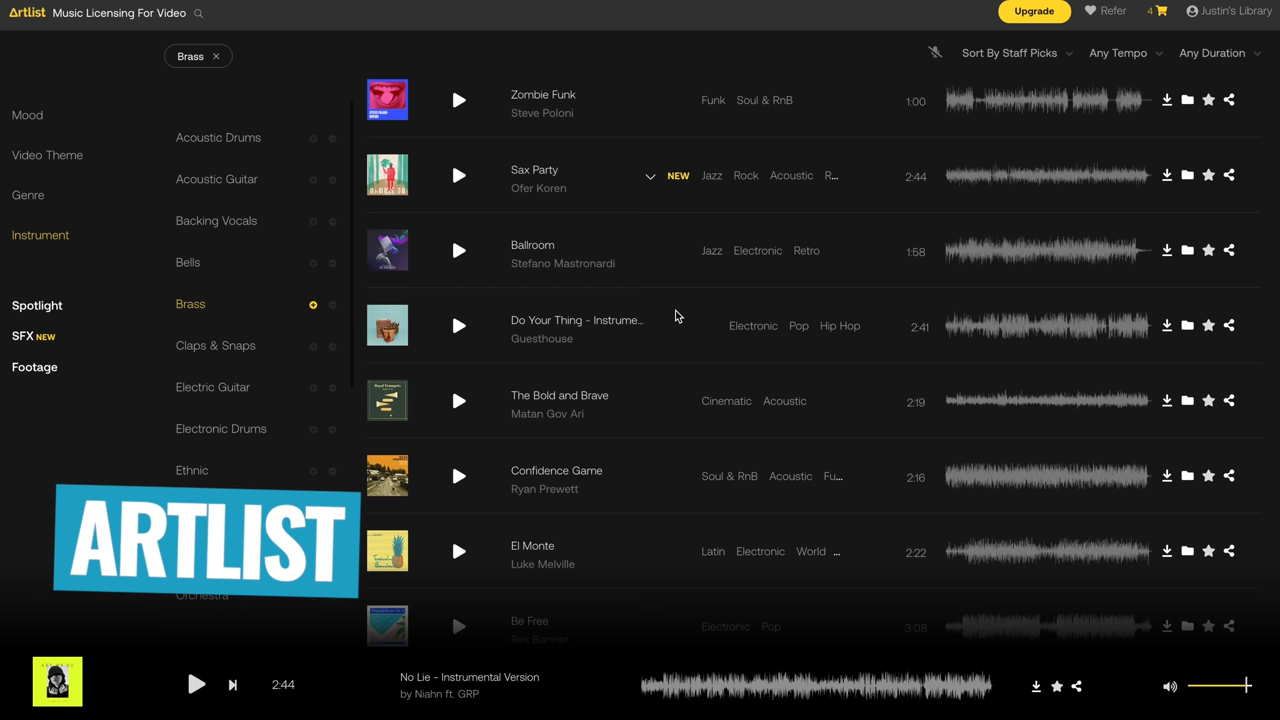 Artlist Music Licensing For Video
Upgrade
Refer
4
Justin's Library
Brass
Sort By Staff Picks
Any Tempo
Any Duration
Mood
Video Theme
Genre
Instrument
Spotlight
SFX NEW
Footage
Acoustic Drums
Acoustic Guitar
Backing Vocals
Bells
Brass
Claps & Snaps
Electric Guitar
Electronic Drums
Ethnic
Orchestra
ARTLIST
Zombie Funk
Steve Poloni
Funk Soul & RnB
1:00
Sax Party
Ofer Koren
NEW
Jazz Rock Acoustic R...
2:44
Ballroom
Stefano Mastronardi
Jazz Electronic Retro
1:58
Do Your Thing - Instrume...
Guesthouse
Electronic Pop Hip Hop
2:41
The Bold and Brave
Matan Gov Ari
Cinematic Acoustic
2:19
Confidence Game
Ryan Prewett
Soul & RnB Acoustic Fu...
2:16
El Monte
Luke Melville
Latin Electronic World ...
2:22
Be Free
Rex Banner
Electronic Pop
3:08
2:44
No Lie - Instrumental Version
by Niahn ft. GRP